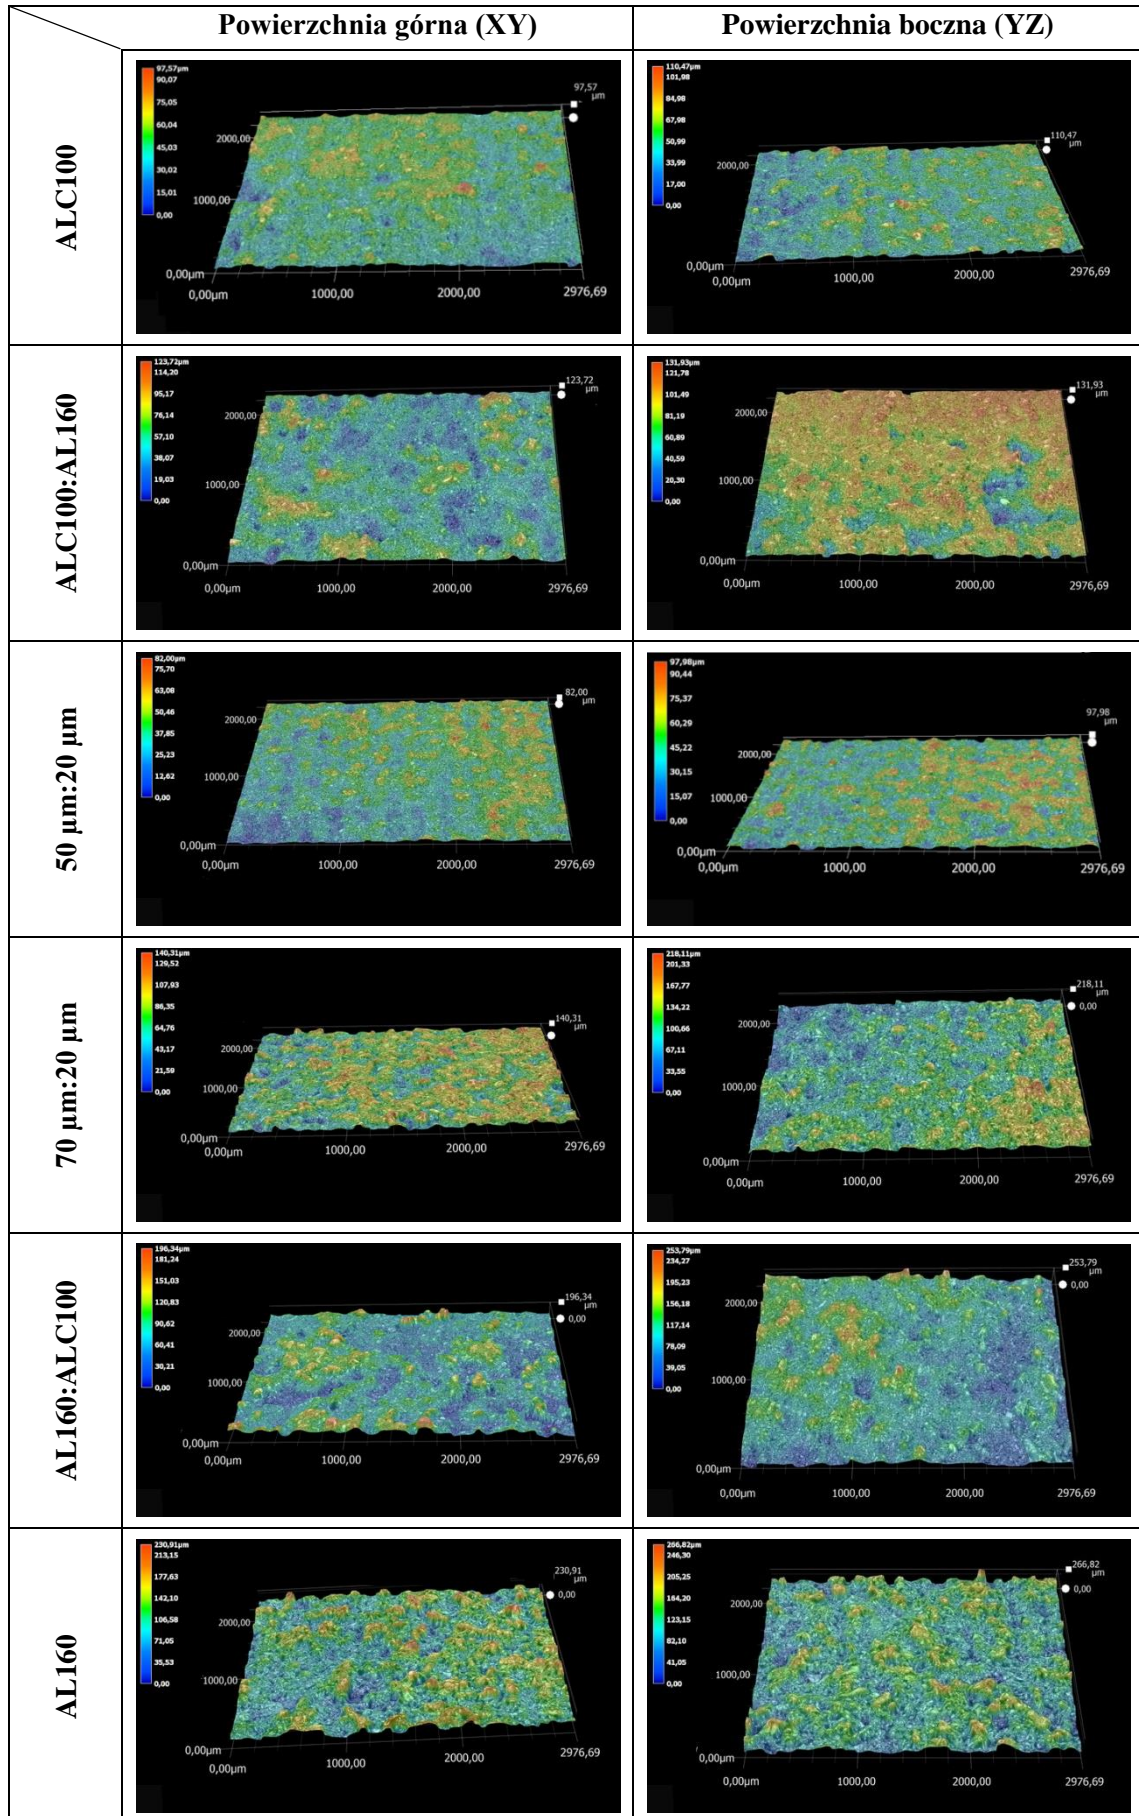 Powierzchnia górna (XY)
Powierzchnia boczna (YZ)
ALC100
97,57µm
90,07
75,05
60,04
45,03
30,02
15,01
0,00
97,57
µm
2000,00
1000,00
0,00µm
0,00µm
1000,00
2000,00
2976,69
110,47µm
101,98
84,98
67,98
50,99
33,99
17,00
0,00
110,47
µm
2000,00
0,00µm
0,00µm
1000,00
2000,00
2976,69
ALC100:AL160
123,72µm
114,20
95,17
76,14
57,10
38,07
19,03
0,00
123,72
µm
2000,00
1000,00
0,00µm
0,00µm
1000,00
2000,00
2976,69
131,93µm
121,78
101,49
81,19
60,89
40,59
20,30
0,00
131,93
µm
2000,00
1000,00
0,00µm
0,00µm
1000,00
2000,00
2976,69
50 µm:20 µm
82,00µm
75,70
63,08
50,46
37,85
25,23
12,62
0,00
82,00
µm
2000,00
1000,00
0,00µm
0,00µm
1000,00
2000,00
2976,69
97,98µm
90,44
75,37
60,29
45,22
30,15
15,07
0,00
97,98
µm
2000,00
1000,00
0,00µm
0,00µm
1000,00
2000,00
2976,69
70 µm:20 µm
140,31µm
129,52
107,93
86,35
64,76
43,17
21,59
0,00
140,31
µm
2000,00
1000,00
0,00µm
0,00µm
1000,00
2000,00
2976,69
218,11µm
201,33
167,77
134,22
100,66
67,11
33,55
0,00
218,11
µm
0,00
2000,00
1000,00
0,00µm
0,00µm
1000,00
2000,00
2976,69
AL160:ALC100
196,34µm
181,24
151,03
120,83
90,62
60,41
30,21
0,00
196,34
µm
0,00
2000,00
1000,00
0,00µm
0,00µm
1000,00
2000,00
2976,69
253,79µm
234,27
195,23
156,18
117,14
78,09
39,05
0,00
253,79
µm
0,00
2000,00
1000,00
0,00µm
0,00µm
1000,00
2000,00
2976,69
AL160
230,91µm
213,15
177,63
142,10
106,58
71,05
35,53
0,00
230,91
µm
0,00
2000,00
1000,00
0,00µm
0,00µm
1000,00
2000,00
2976,69
266,82µm
246,30
205,25
164,20
123,15
82,10
41,05
0,00
266,82
µm
0,00
2000,00
1000,00
0,00µm
0,00µm
1000,00
2000,00
2976,69